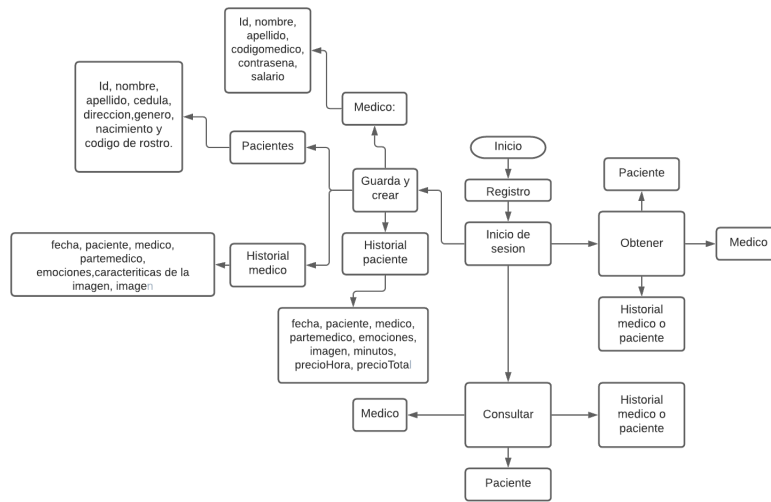 Id, nombre,
apellido,
codigomedico,
contrasena,
salario
Id, nombre,
apellido, cedula,
direccion,genero,
nacimiento y
codigo de rostro.
Medico:
Pacientes
Inicio
Registro
Guarda y
crear
Inicio de
sesion
Paciente
Obtener
Medico
fecha, paciente, medico,
partemedico,
emociones,caracteriticas de la
imagen, imagen
Historial
medico
Historial
paciente
Historial
medico o
paciente
fecha, paciente, medico,
partemedico, emociones,
imagen, minutos,
precioHora, precioTotal
Medico
Consultar
Historial
medico o
paciente
Paciente